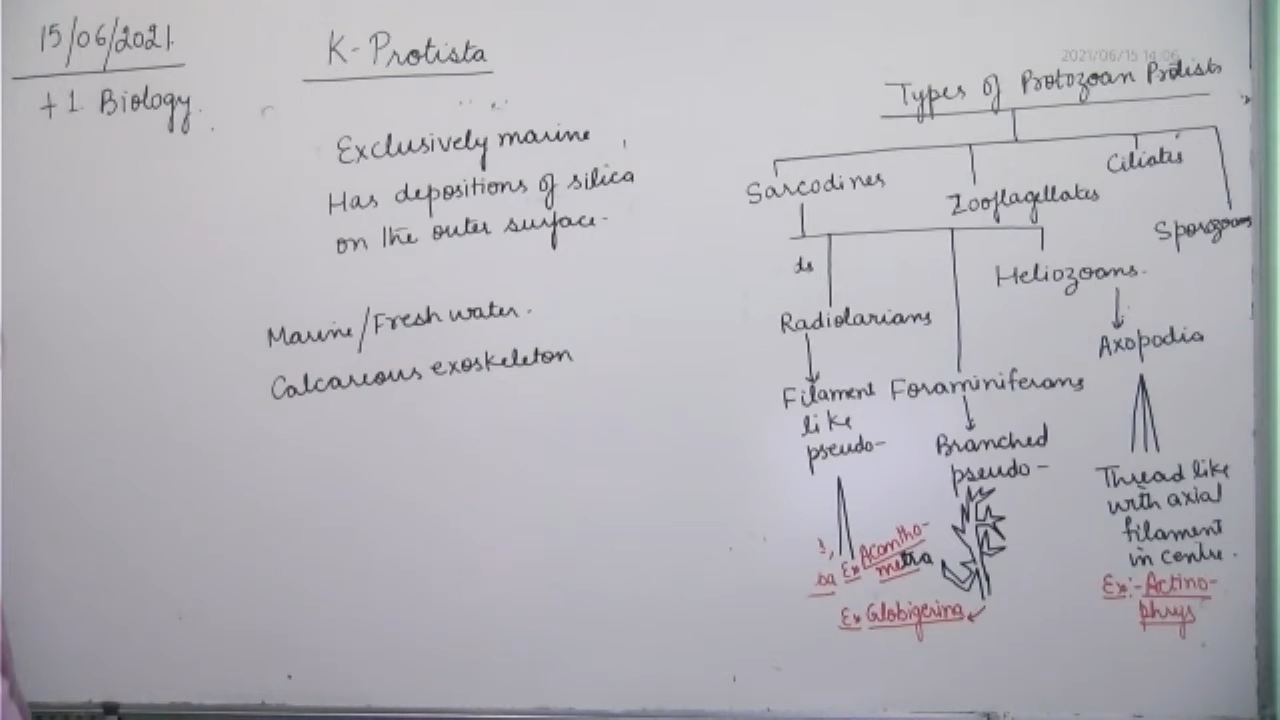 15/06/2021.
+1 Biology.
K-Protista
Exclusively marine
Has depositions of silica
on the outer surface.
Marine/Fresh water.
Calcareous exoskeleton
2021/06/15 14:06
Types of Protozoan Protists
Sarcodines
Zooflagellates
Ciliates
Sporozoans
Radiolarians
Filament
like
pseudo-
Ex Acantho-
metra
Foraminiferans
Branched
pseudo-
Ex Globigerina
Heliozoans.
Axopodia
Thread like
with axial
filament
in centre.
Ex:- Actino-
phrys